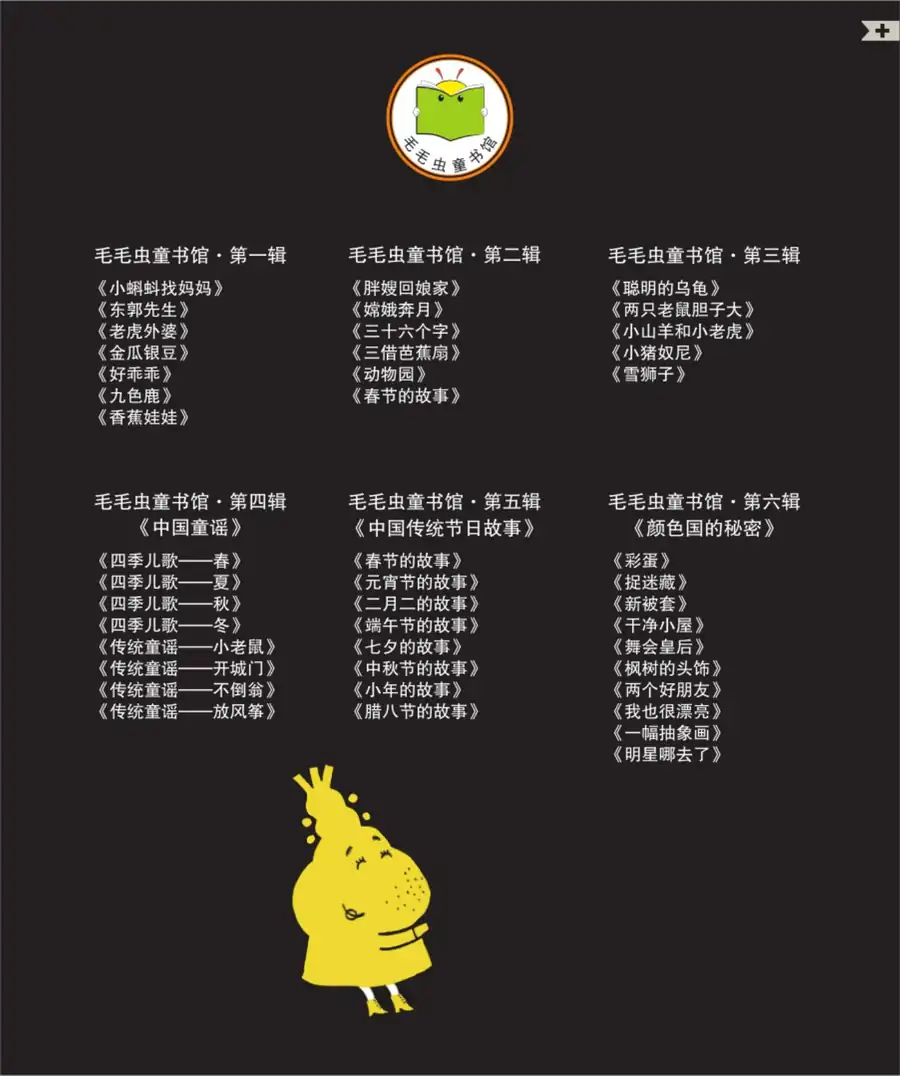 毛毛虫童书馆
毛毛虫童书馆·第一辑
《小蝌蚪找妈妈》
《东郭先生》
《老虎外婆》
《金瓜银豆》
《好乖乖》
《九色鹿》
《香蕉娃娃》
毛毛虫童书馆·第二辑
《胖嫂回娘家》
《嫦娥奔月》
《三十六个字》
《三借芭蕉扇》
《动物园》
《春节的故事》
毛毛虫童书馆·第三辑
《聪明的乌龟》
《两只老鼠胆子大》
《小山羊和小老虎》
《小猪奴尼》
《雪狮子》
毛毛虫童书馆·第四辑
《中国童谣》
《四季儿歌——春》
《四季儿歌——夏》
《四季儿歌——秋》
《四季儿歌——冬》
《传统童谣——小老鼠》
《传统童谣——开城门》
《传统童谣——不倒翁》
《传统童谣——放风筝》
毛毛虫童书馆·第五辑
《中国传统节日故事》
《春节的故事》
《元宵节的故事》
《二月二的故事》
《端午节的故事》
《七夕的故事》
《中秋节的故事》
《小年的故事》
《腊八节的故事》
毛毛虫童书馆·第六辑
《颜色国的秘密》
《彩蛋》
《捉迷藏》
《新被套》
《干净小屋》
《舞会皇后》
《枫树的头饰》
《两个好朋友》
《我也很漂亮》
《一幅抽象画》
《明星哪去了》